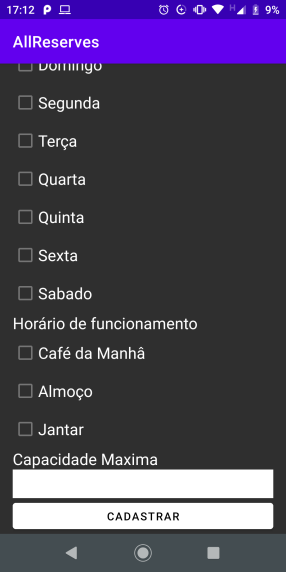 17:12 9%
AllReserves
Domingo
Segunda
Terça
Quarta
Quinta
Sexta
Sabado
Horário de funcionamento
Café da Manhâ
Almoço
Jantar
Capacidade Maxima
CADASTRAR